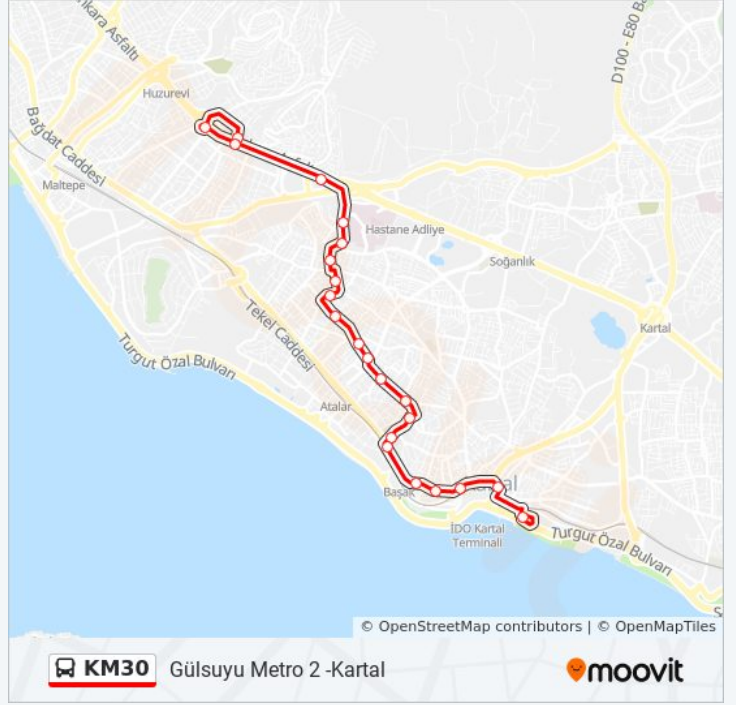 Ankara Asfaltı
D100 - E80 Ba
Huzurevi
Bağdat Caddesi
Maltepe
Hastane Adliye
Soğanlık
Kartal
Tekel Caddesi
Turgut Özal Bulvarı
Atalar
Başak
İDO Kartal
Terminali
Turgut Özal Bulvarı
© OpenStreetMap contributors | © OpenMapTiles
KM30
Gülsuyu Metro 2 -Kartal
moovit